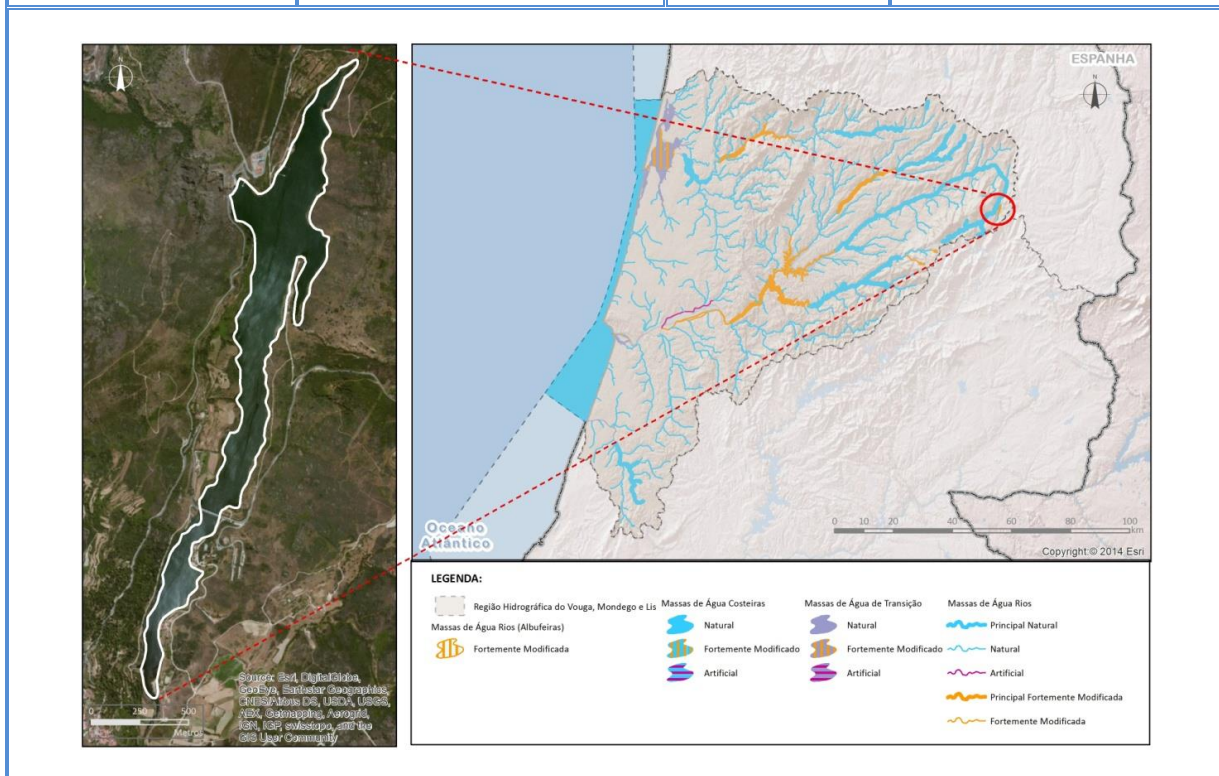 N
ESPANHA
N
Oceano
Atlântico
0 10 20 40 60 80 100
km
Copyright © 2014 Esri
Source: Esri, DigitalGlobe,
GeoEye, Earthstar Geographics,
CNES/Airbus DS, USDA, USGS,
AEX, Getmapping, Aerogrid,
IGN, IGP, swisstopo, and the
GIS User Community
0 250 500
Metros
LEGENDA:
Região Hidrográfica do Vouga, Mondego e Lis
Massas de Água Rios (Albufeiras)
Fortemente Modificada
Massas de Água Costeiras
Natural
Fortemente Modificado
Artificial
Massas de Água de Transição
Natural
Fortemente Modificado
Artificial
Massas de Água Rios
Principal Natural
Natural
Artificial
Principal Fortemente Modificada
Fortemente Modificada